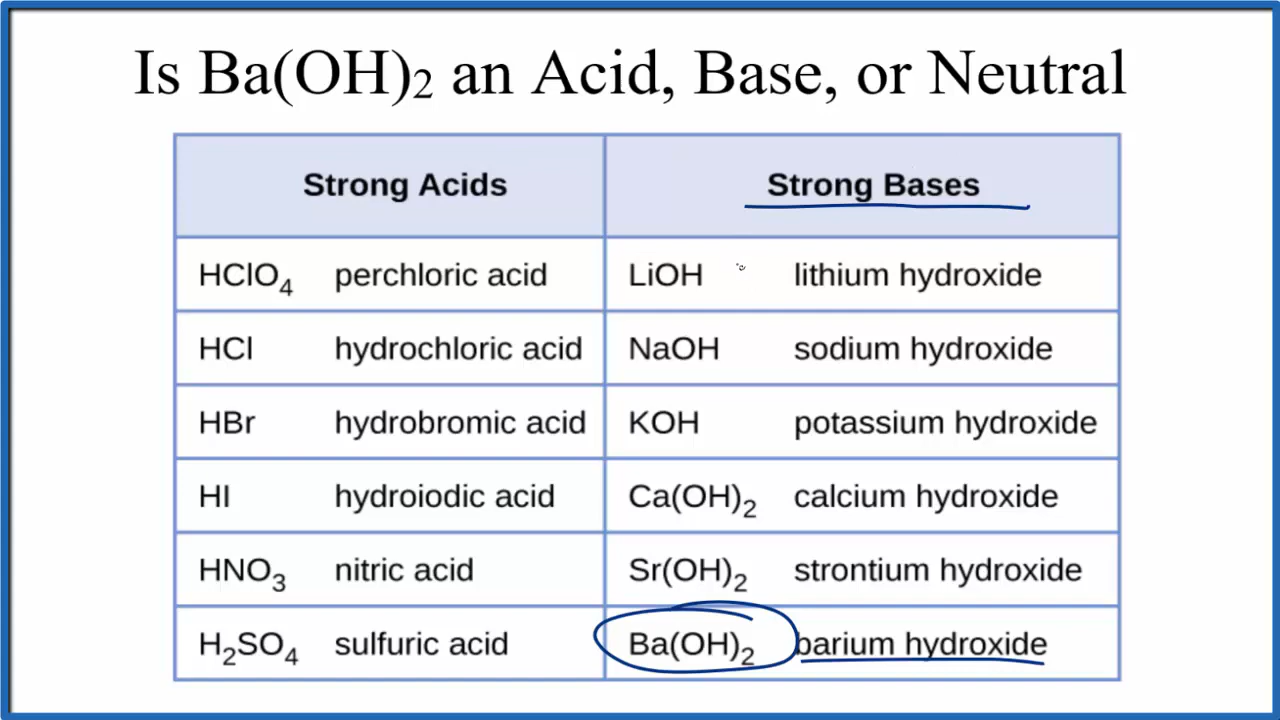 Is Ba(OH)₂ an Acid, Base, or Neutral
Strong Acids Strong Bases
HClO₄ perchloric acid LiOH lithium hydroxide
HCl hydrochloric acid NaOH sodium hydroxide
HBr hydrobromic acid KOH potassium hydroxide
HI hydroiodic acid Ca(OH)₂ calcium hydroxide
HNO₃ nitric acid Sr(OH)₂ strontium hydroxide
H₂SO₄ sulfuric acid Ba(OH)₂ barium hydroxide